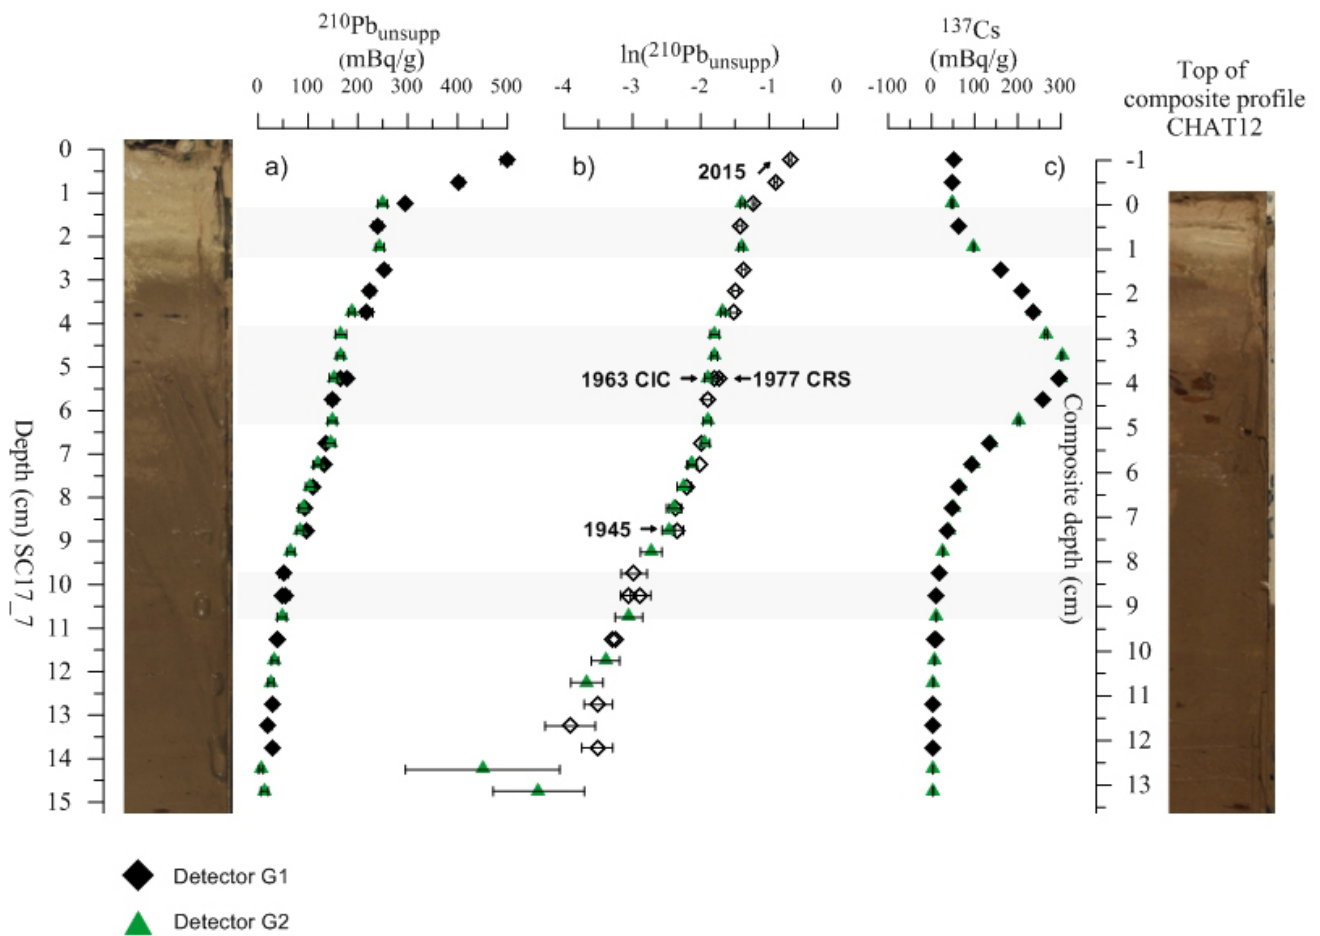 ²¹⁰Pb_unsupp
(mBq/g)
0 100 200 300 400 500
ln(²¹⁰Pb_unsupp)
-4 -3 -2 -1 0
¹³⁷Cs
(mBq/g)
-100 0 100 200 300
Top of
composite profile
CHAT12
a)
b)
c)
2015
1963 CIC
1977 CRS
1945
0
1
2
3
4
5
6
7
8
9
10
11
12
13
14
15
Depth (cm) SC17_7
-1
0
1
2
3
4
5
6
7
8
9
10
11
12
13
Composite depth (cm)
Detector G1
Detector G2